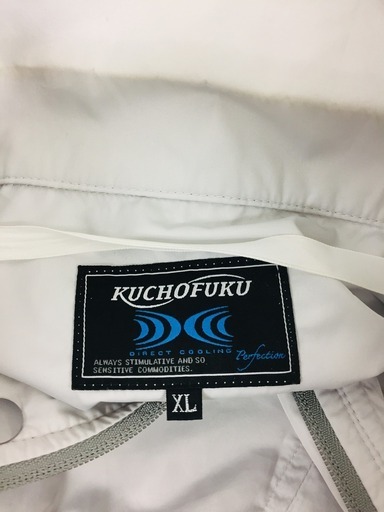 KUCHOFUKU
DIRECT COOLING
Perfection
ALWAYS STIMULATIVE AND SO
SENSITIVE COMMODITIES.
XL